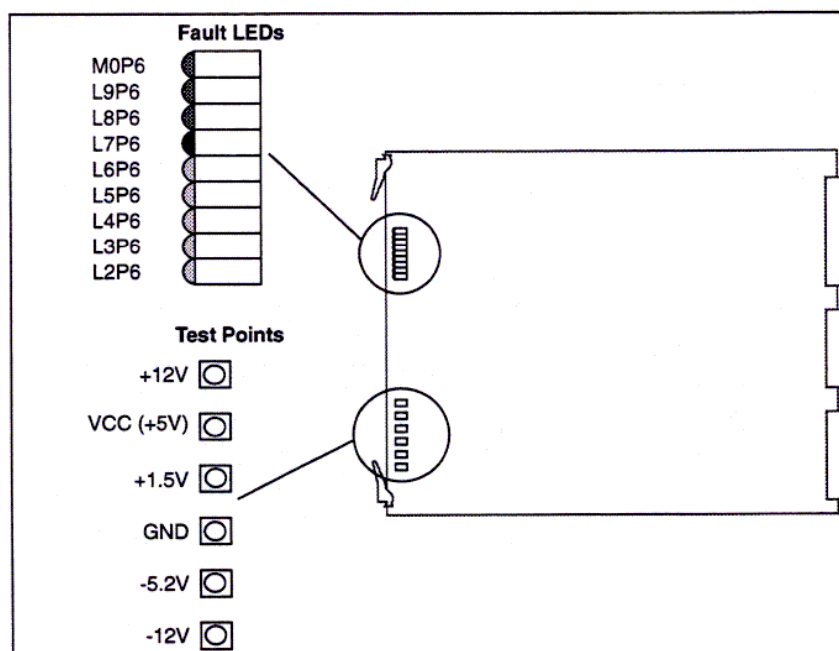 Fault LEDs
M0P6
L9P6
L8P6
L7P6
L6P6
L5P6
L4P6
L3P6
L2P6
Test Points
+12V
VCC (+5V)
+1.5V
GND
-5.2V
-12V